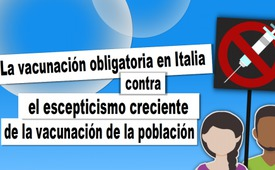 La vacunación obligatoria en Italia
contra
el escepticismo creciente
de la vacunación de la población